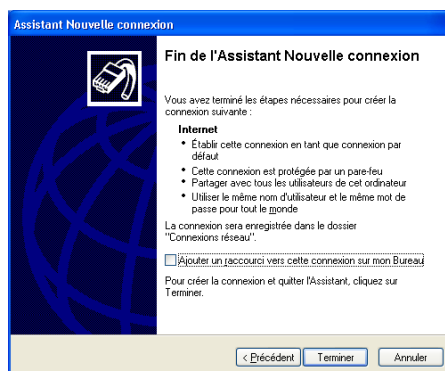 Assistant Nouvelle connexion
Fin de l'Assistant Nouvelle connexion
Vous avez terminé les étapes nécessaires pour créer la
connexion suivante :
Internet
• Établir cette connexion en tant que connexion par
défaut
• Cette connexion est protégée par un pare-feu
• Partager avec tous les utilisateurs de cet ordinateur
• Utiliser le même nom d'utilisateur et le même mot de
passe pour tout le monde
La connexion sera enregistrée dans le dossier
"Connexions réseau".
Ajouter un raccourci vers cette connexion sur mon Bureau
Pour créer la connexion et quitter l'Assistant, cliquez sur
Terminer.
< Précédent Terminer Annuler